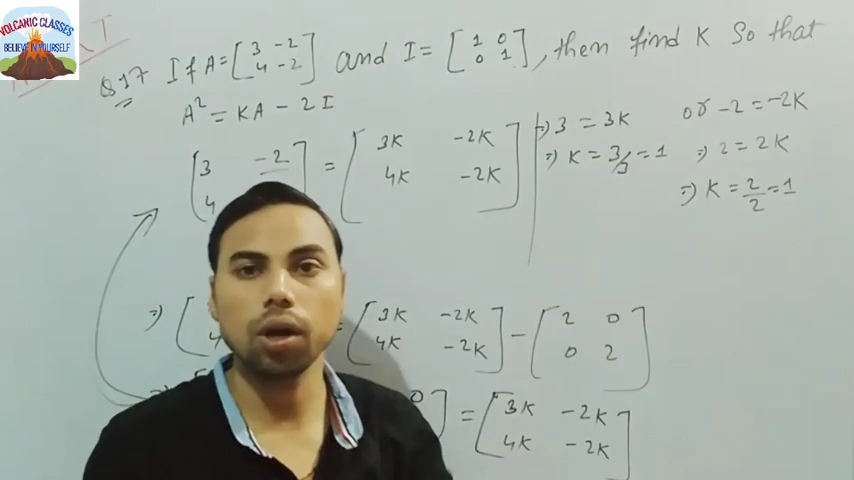 VOLCANIC CLASSES
BELIEVE IN YOURSELF
T
Q17 If A = [3 -2 4 -2] and I = [1 0 0 1], then find K so that
A² = KA - 2I
[3 -2 4 = [3K -2K 4K -2K]
⇒ 3 = 3K
⇒ K = 3/3 = 1
or -2 = -2K
⇒ 2 = 2K
⇒ K = 2/2 = 1
⇒ [ = [3K -2K 4K -2K] - [2 0 0 2]
0] = [3K -2K 4K -2K]